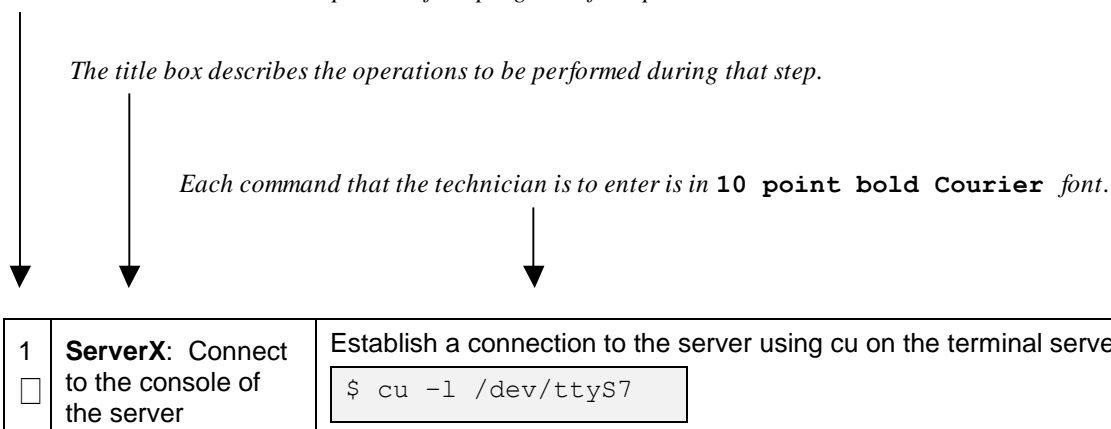 The title box describes the operations to be performed during that step.
Each command that the technician is to enter is in 10 point bold Courier font.
1
ServerX: Connect
to the console of
the server
Establish a connection to the server using cu on the terminal serve
$ cu –l /dev/ttyS7